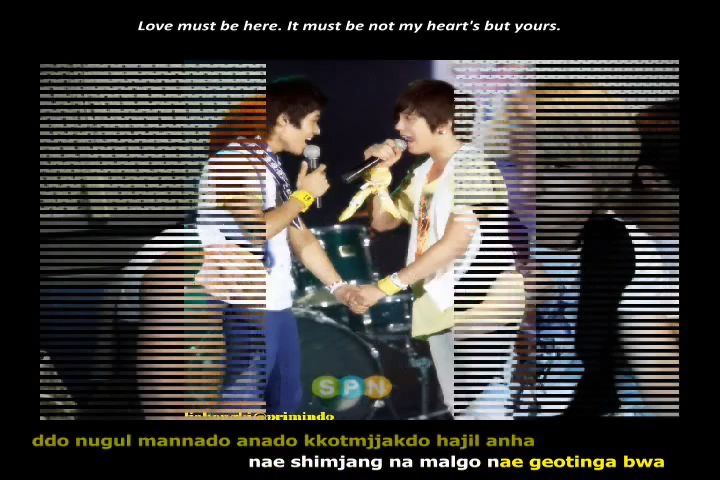 Love must be here. It must be not my heart's but yours.
SPN
ddo nugul mannado anado kkotmjjakdo hajil anha
nae shimjang na malgo nae geotinga bwa